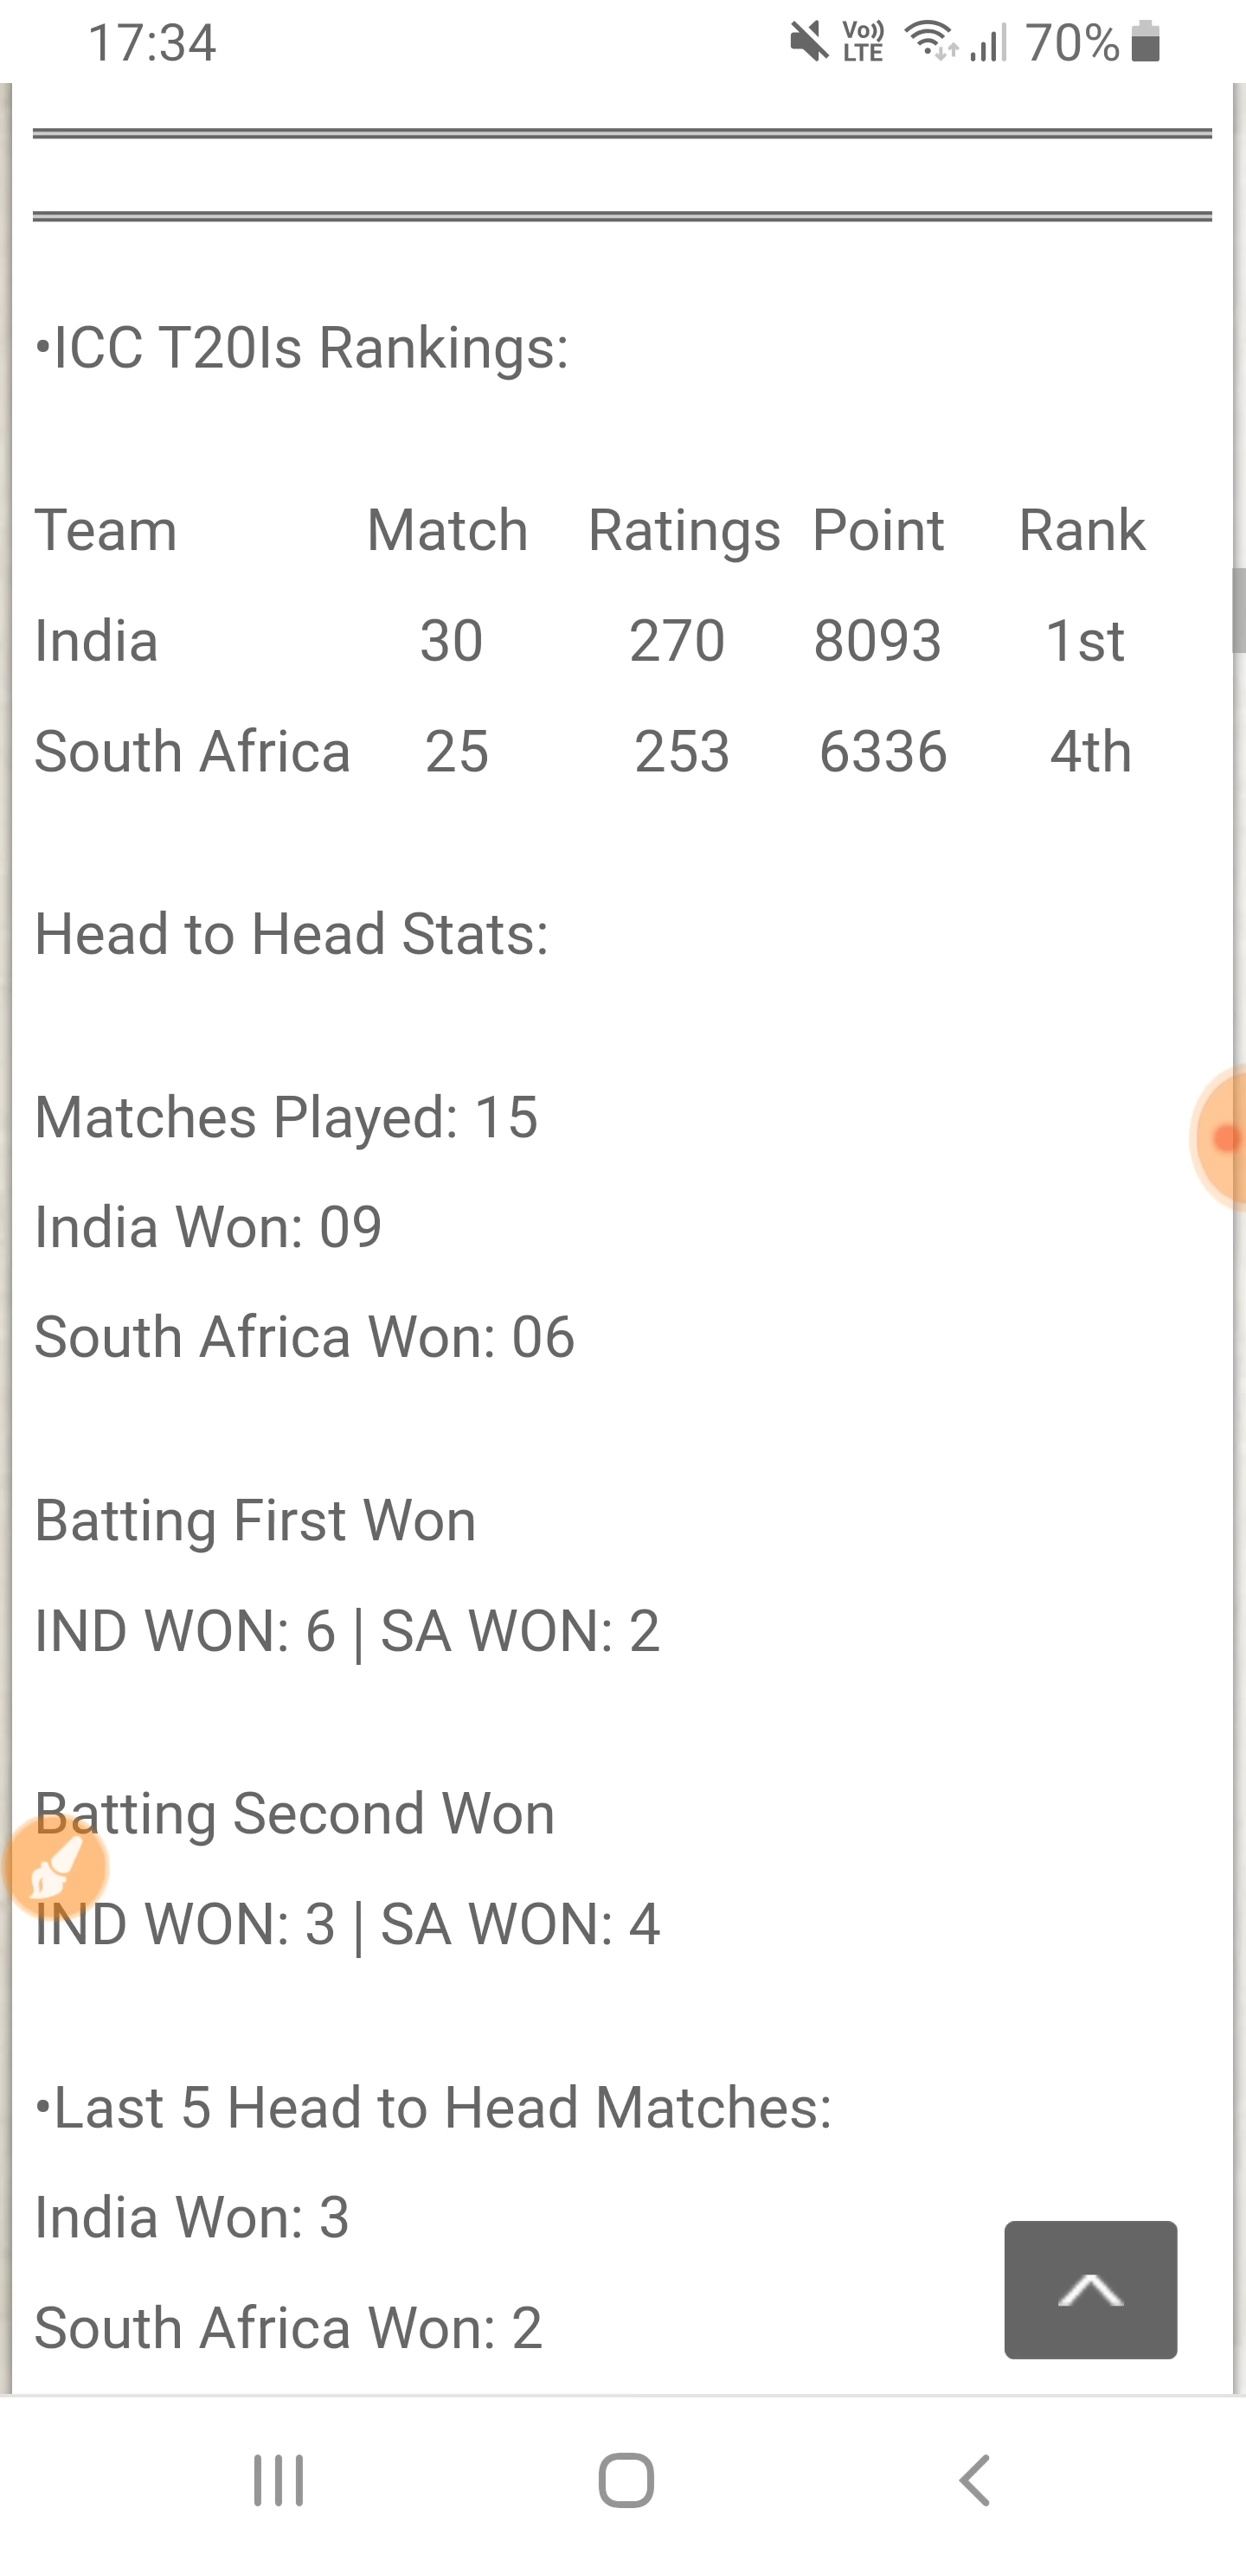 17:34 Vo)) LTE 70%
•ICC T20Is Rankings:
Team Match Ratings Point Rank
India 30 270 8093 1st
South Africa 25 253 6336 4th
Head to Head Stats:
Matches Played: 15
India Won: 09
South Africa Won: 06
Batting First Won
IND WON: 6 | SA WON: 2
Batting Second Won
IND WON: 3 | SA WON: 4
•Last 5 Head to Head Matches:
India Won: 3
South Africa Won: 2